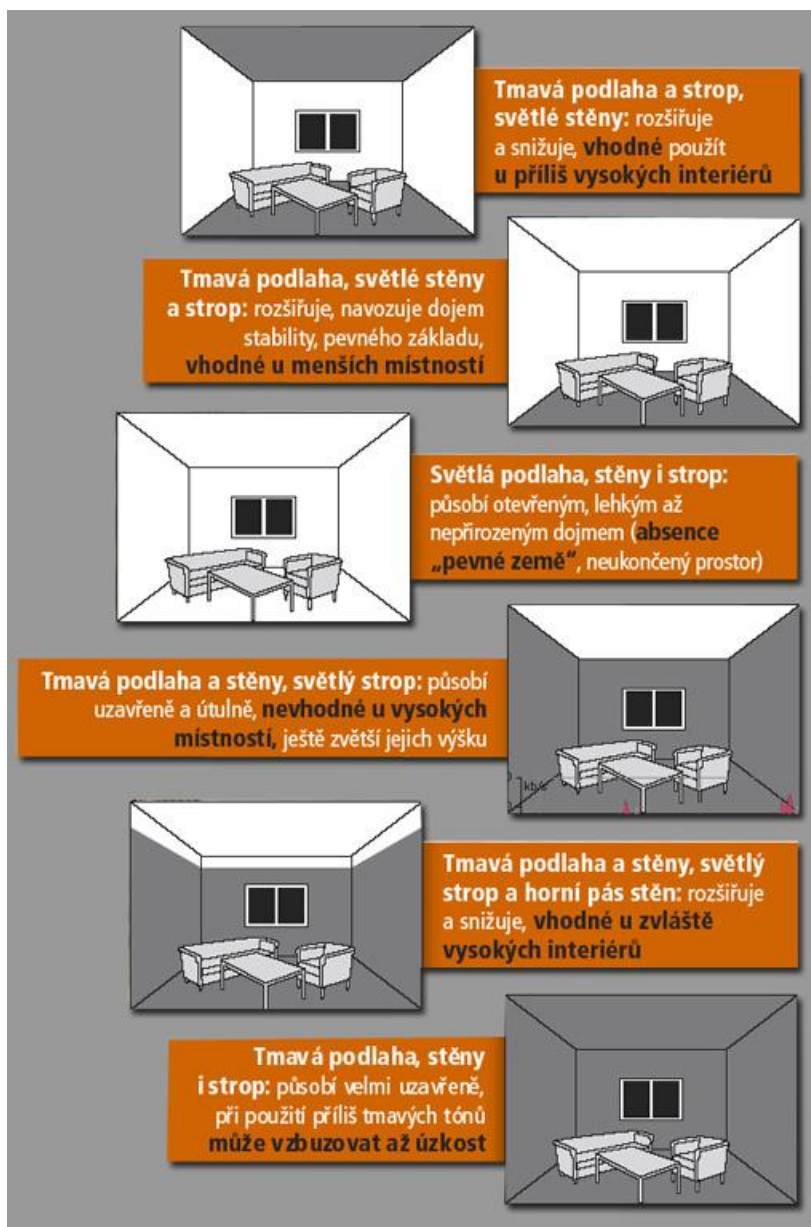 Tmavá podlaha a strop,
světlé stěny: rozšiřuje
a snižuje, vhodné použít
u příliš vysokých interiérů
Tmavá podlaha, světlé stěny
a strop: rozšiřuje, navozuje dojem
stability, pevného základu,
vhodné u menších místností
Světlá podlaha, stěny i strop:
působí otevřeným, lehkým až
nepřirozeným dojmem (absence
„pevné země“, neukončený prostor)
Tmavá podlaha a stěny, světlý strop: působí
uzavřeně a útulně, nevhodné u vysokých
místností, ještě zvětší jejich výšku
kb/s
Tmavá podlaha a stěny, světlý
strop a horní pás stěn: rozšiřuje
a snižuje, vhodné u zvláště
vysokých interiérů
Tmavá podlaha, stěny
i strop: působí velmi uzavřeně,
při použití příliš tmavých tónů
může vzbuzovat až úzkost